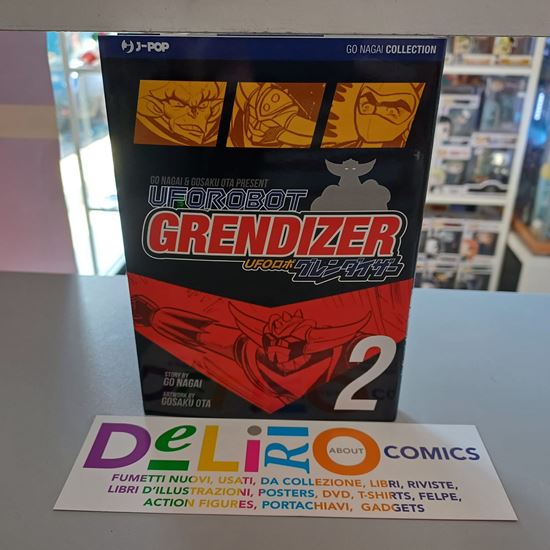 J-POP
GO NAGAI COLLECTION
GO NAGAI & GOSAKU OTA PRESENT
UFOROBOT
GRENDIZER
UFOロボ グレンダイザー
STORY BY
GO NAGAI
ARTWORK BY
GOSAKU OTA
2
DeLiRIO ABOUT COMICS
FUMETTI NUOVI, USATI, DA COLLEZIONE, LIBRI, RIVISTE,
LIBRI D'ILLUSTRAZIONI, POSTERS, DVD, T-SHIRTS, FELPE,
ACTION FIGURES, PORTACHIAVI, GADGETS